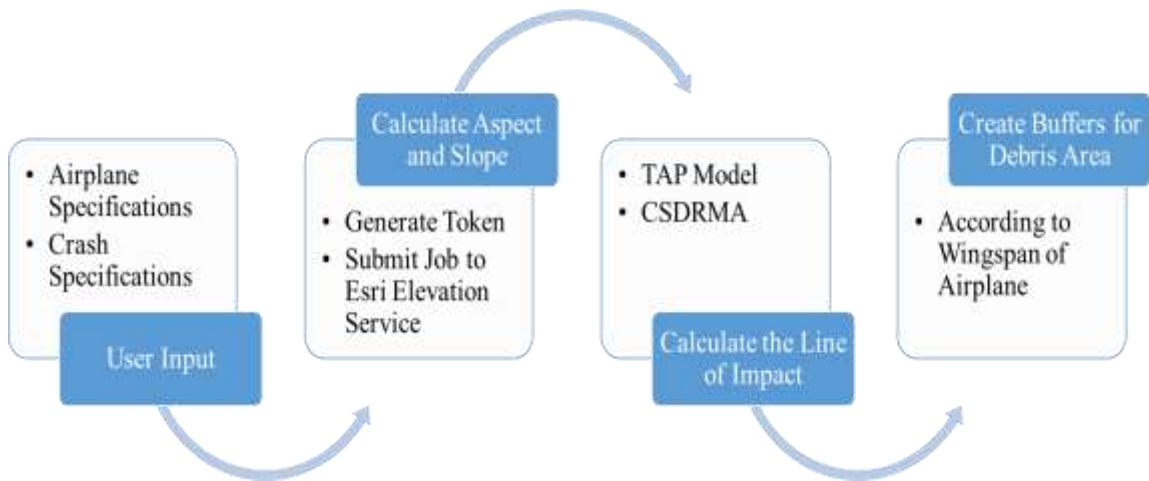 • Airplane
Specifications
• Crash
Specifications
User Input
Calculate Aspect
and Slope
• Generate Token
• Submit Job to
Esri Elevation
Service
• TAP Model
• CSDRMA
Calculate the Line
of Impact
Create Buffers for
Debris Area
• According to
Wingspan of
Airplane